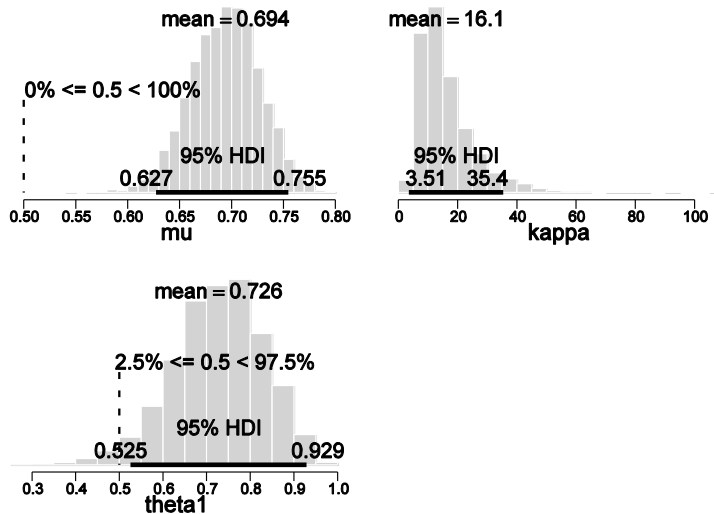 mean = 0.694
0% <= 0.5 < 100%
95% HDI
0.627 0.755
0.50 0.55 0.60 0.65 0.70 0.75 0.80
mu
mean = 16.1
95% HDI
3.51 35.4
0 20 40 60 80 100
kappa
mean = 0.726
2.5% <= 0.5 < 97.5%
95% HDI
0.525 0.929
0.3 0.4 0.5 0.6 0.7 0.8 0.9 1.0
theta1